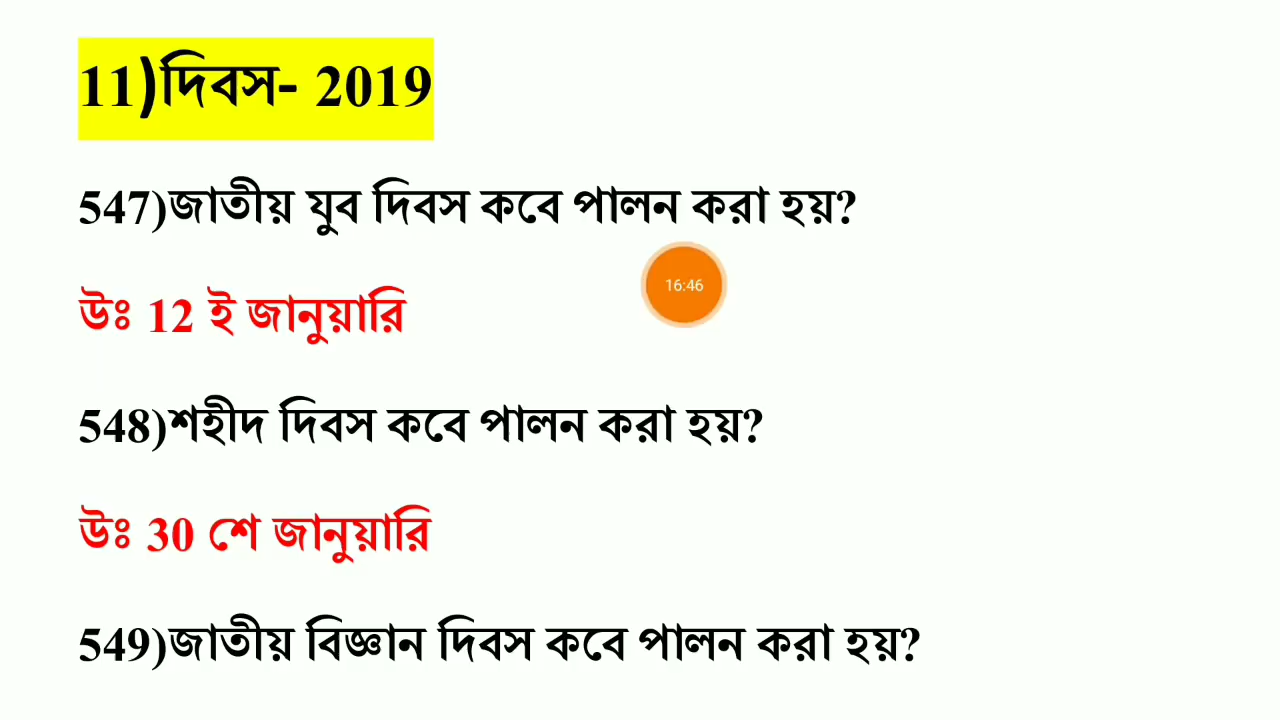 11)দিবস- 2019
547)জাতীয় যুব দিবস কবে পালন করা হয়?
16:46
উঃ 12 ই জানুয়ারি
548)শহীদ দিবস কবে পালন করা হয়?
উঃ 30 শে জানুয়ারি
549)জাতীয় বিজ্ঞান দিবস কবে পালন করা হয়?